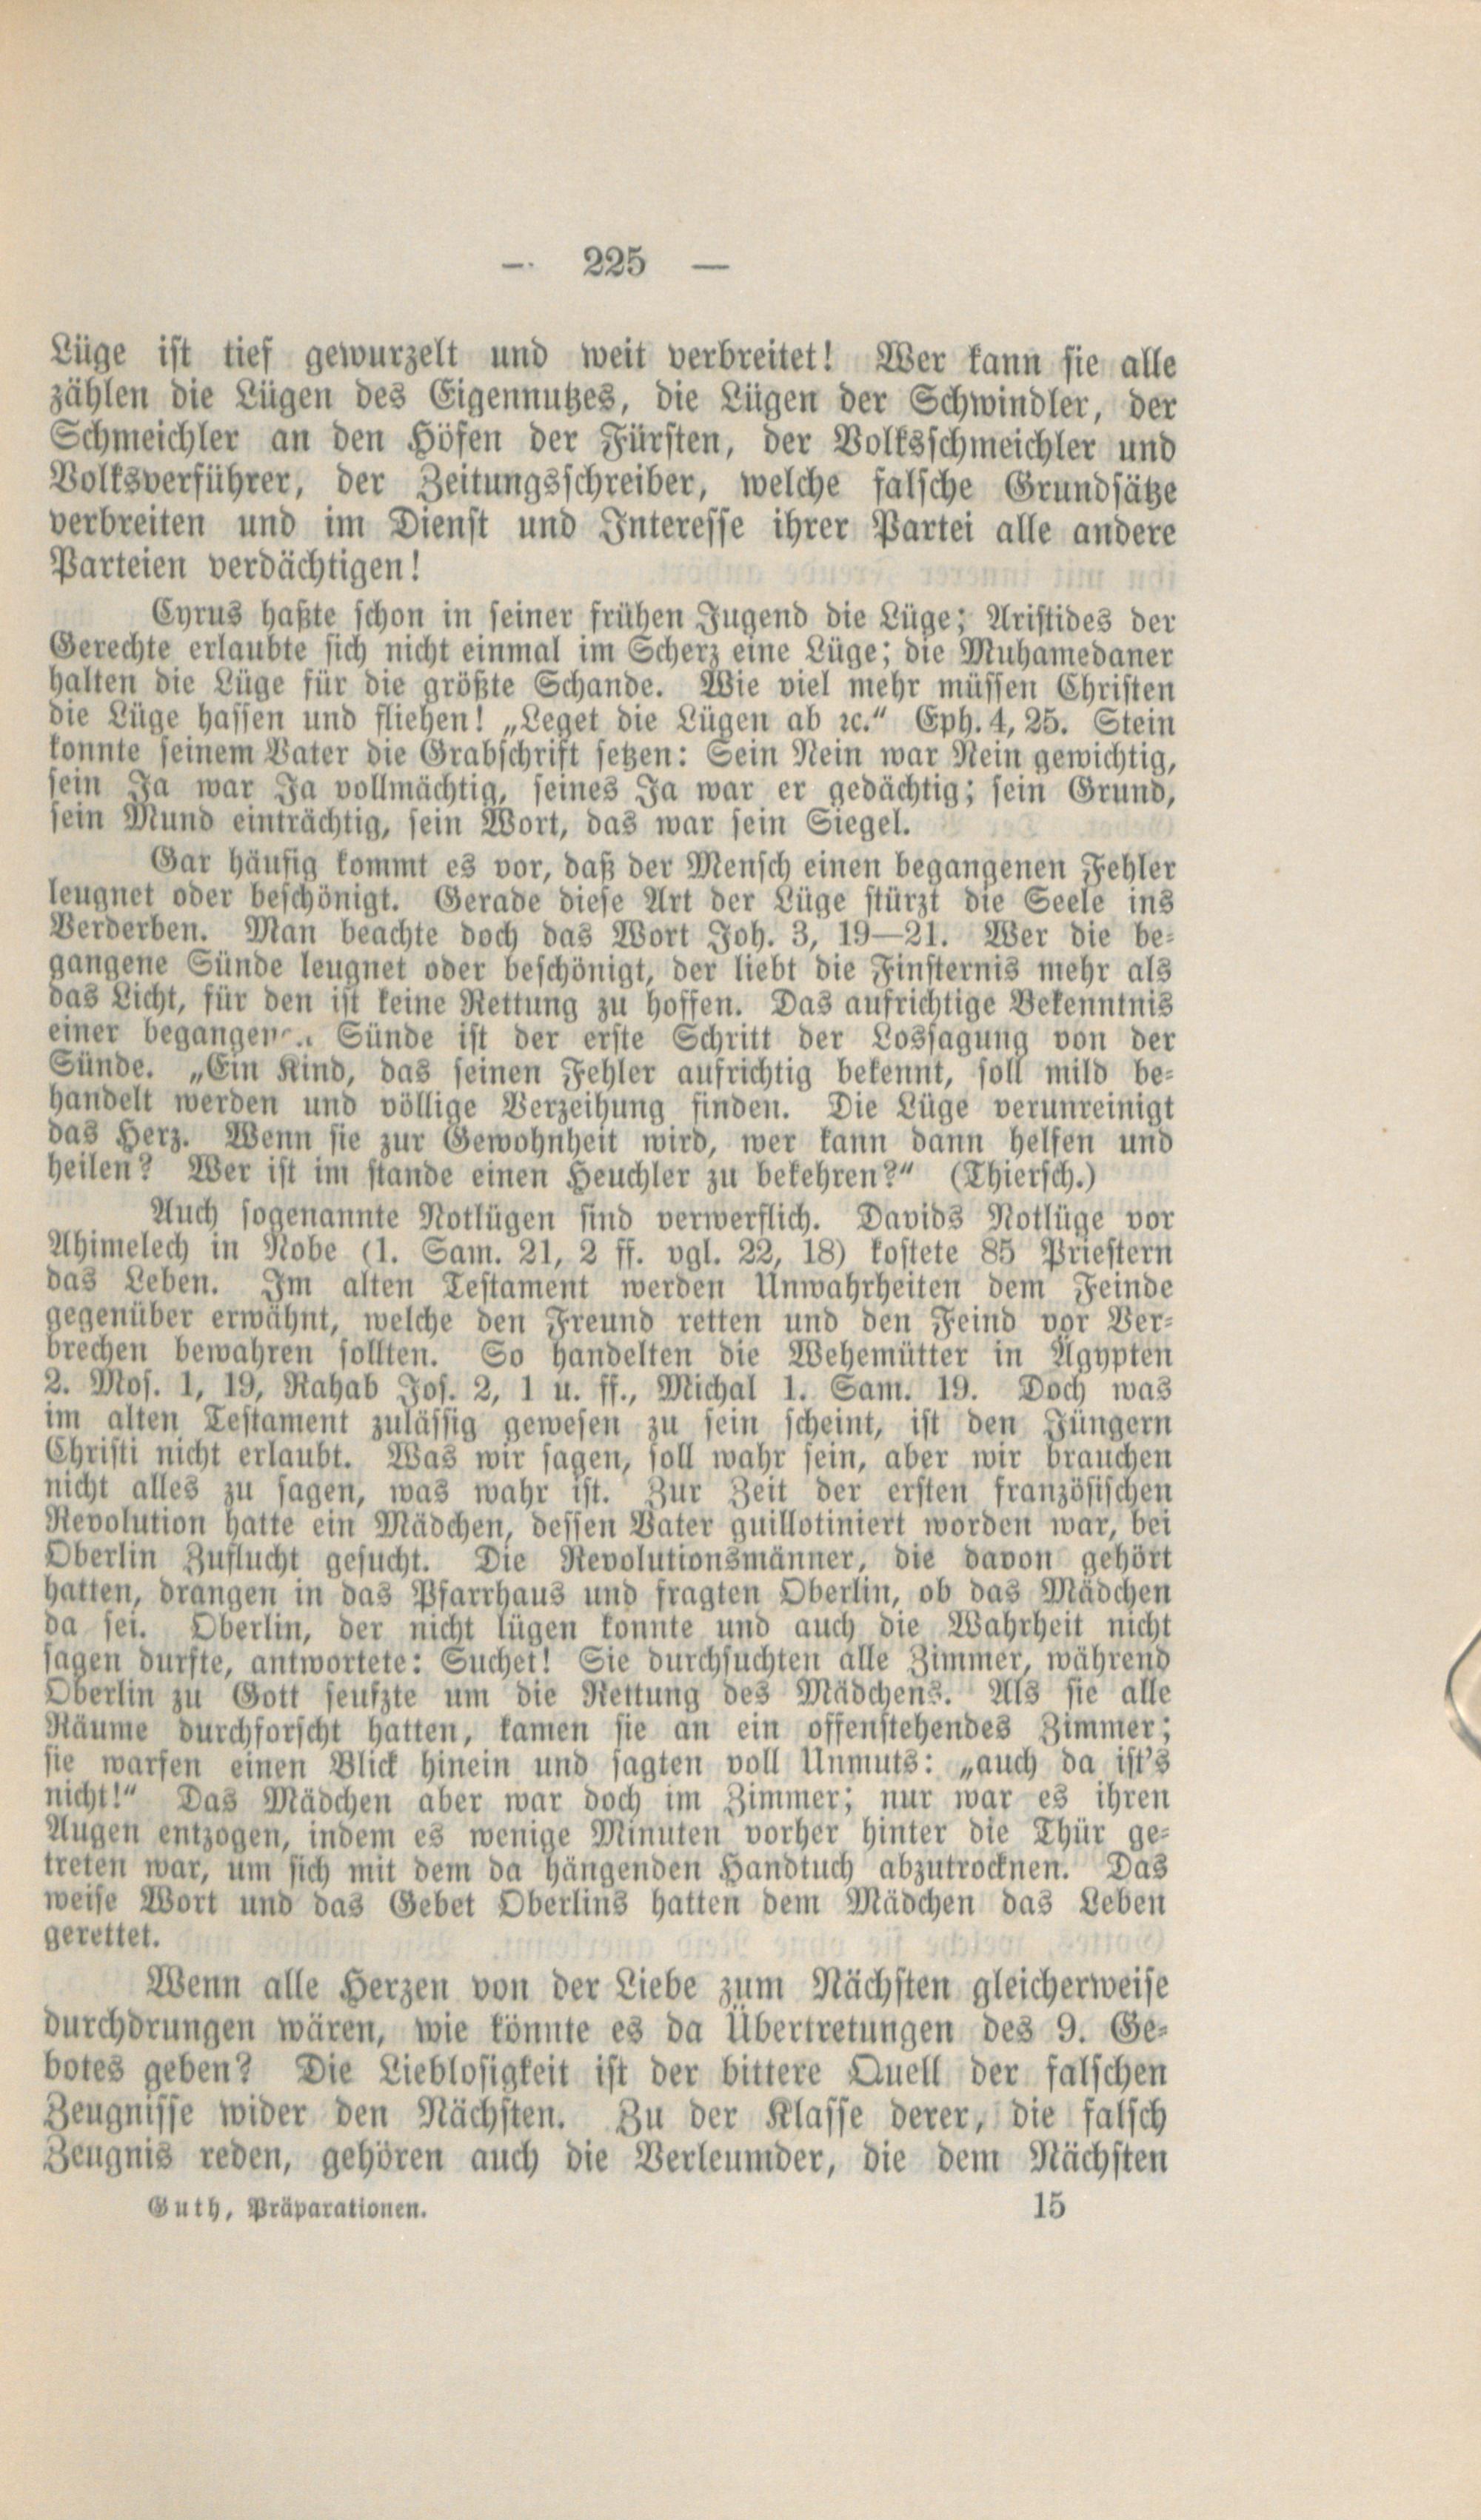 — 225 —
Lüge ist tief gewurzelt und weit verbreitet! Wer kann sie alle
zählen die Lügen des Eigennutzes, die Lügen der Schwindler, der
Schmeichler an den Höfen der Fürsten, der Volksschmeichler und
Volksverführer, der Zeitungsschreiber, welche falsche Grundsätze
verbreiten und im Dienst und Interesse ihrer Partei alle andere
Parteien verdächtigen!
Cyrus haßte schon in seiner frühen Jugend die Lüge; Aristides der
Gerechte erlaubte sich nicht einmal im Scherz eine Lüge; die Muhamedaner
halten die Lüge für die größte Schande. Wie viel mehr müssen Christen
die Lüge hassen und fliehen! „Leget die Lügen ab ꝛc.“ Eph. 4, 25. Stein
konnte seinem Vater die Grabschrift setzen: Sein Nein war Nein gewichtig,
sein Ja war Ja vollmächtig, seines Ja war er gedächtig; sein Grund,
sein Mund einträchtig, sein Wort, das war sein Siegel.
Gar häufig kommt es vor, daß der Mensch einen begangenen Fehler
leugnet oder beschönigt. Gerade diese Art der Lüge stürzt die Seele ins
Verderben. Man beachte doch das Wort Joh. 3, 19—21. Wer die be-
gangene Sünde leugnet oder beschönigt, der liebt die Finsternis mehr als
das Licht, für den ist keine Rettung zu hoffen. Das aufrichtige Bekenntnis
einer begangenen Sünde ist der erste Schritt der Lossagung von der
Sünde. „Ein Kind, das seinen Fehler aufrichtig bekennt, soll mild be-
handelt werden und völlige Verzeihung finden. Die Lüge verunreinigt
das Herz. Wenn sie zur Gewohnheit wird, wer kann dann helfen und
heilen? Wer ist im stande einen Heuchler zu bekehren?“ (Thiersch.)
Auch sogenannte Notlügen sind verwerflich. Davids Notlüge vor
Ahimelech in Nobe (1. Sam. 21, 2 ff. vgl. 22, 18) kostete 85 Priestern
das Leben. Im alten Testament werden Unwahrheiten dem Feinde
gegenüber erwähnt, welche den Freund retten und den Feind vor Ver-
brechen bewahren sollten. So handelten die Wehemütter in Ägypten
2. Mos. 1, 19, Rahab Jos. 2, 1 u. ff., Michal 1. Sam. 19. Doch was
im alten Testament zulässig gewesen zu sein scheint, ist den Jüngern
Christi nicht erlaubt. Was wir sagen, soll wahr sein, aber wir brauchen
nicht alles zu sagen, was wahr ist. Zur Zeit der ersten französischen
Revolution hatte ein Mädchen, dessen Vater guillotiniert worden war, bei
Oberlin Zuflucht gesucht. Die Revolutionsmänner, die davon gehört
hatten, drangen in das Pfarrhaus und fragten Oberlin, ob das Mädchen
da sei. Oberlin, der nicht lügen konnte und auch die Wahrheit nicht
sagen durfte, antwortete: Suchet! Sie durchsuchten alle Zimmer, während
Oberlin zu Gott seufzte um die Rettung des Mädchens. Als sie alle
Räume durchforscht hatten, kamen sie an ein offenstehendes Zimmer;
sie warfen einen Blick hinein und sagten voll Unmuts: „auch da ist's
nicht!“ Das Mädchen aber war doch im Zimmer; nur war es ihren
Augen entzogen, indem es wenige Minuten vorher hinter die Thür ge-
treten war, um sich mit dem da hängenden Handtuch abzutrocknen. Das
weise Wort und das Gebet Oberlins hatten dem Mädchen das Leben
gerettet.
Wenn alle Herzen von der Liebe zum Nächsten gleicherweise
durchdrungen wären, wie könnte es da Übertretungen des 9. Ge-
botes geben? Die Lieblosigkeit ist der bittere Quell der falschen
Zeugnisse wider den Nächsten. Zu der Klasse derer, die falsch
Zeugnis reden, gehören auch die Verleumder, die dem Nächsten
Guth, Präparationen. 15